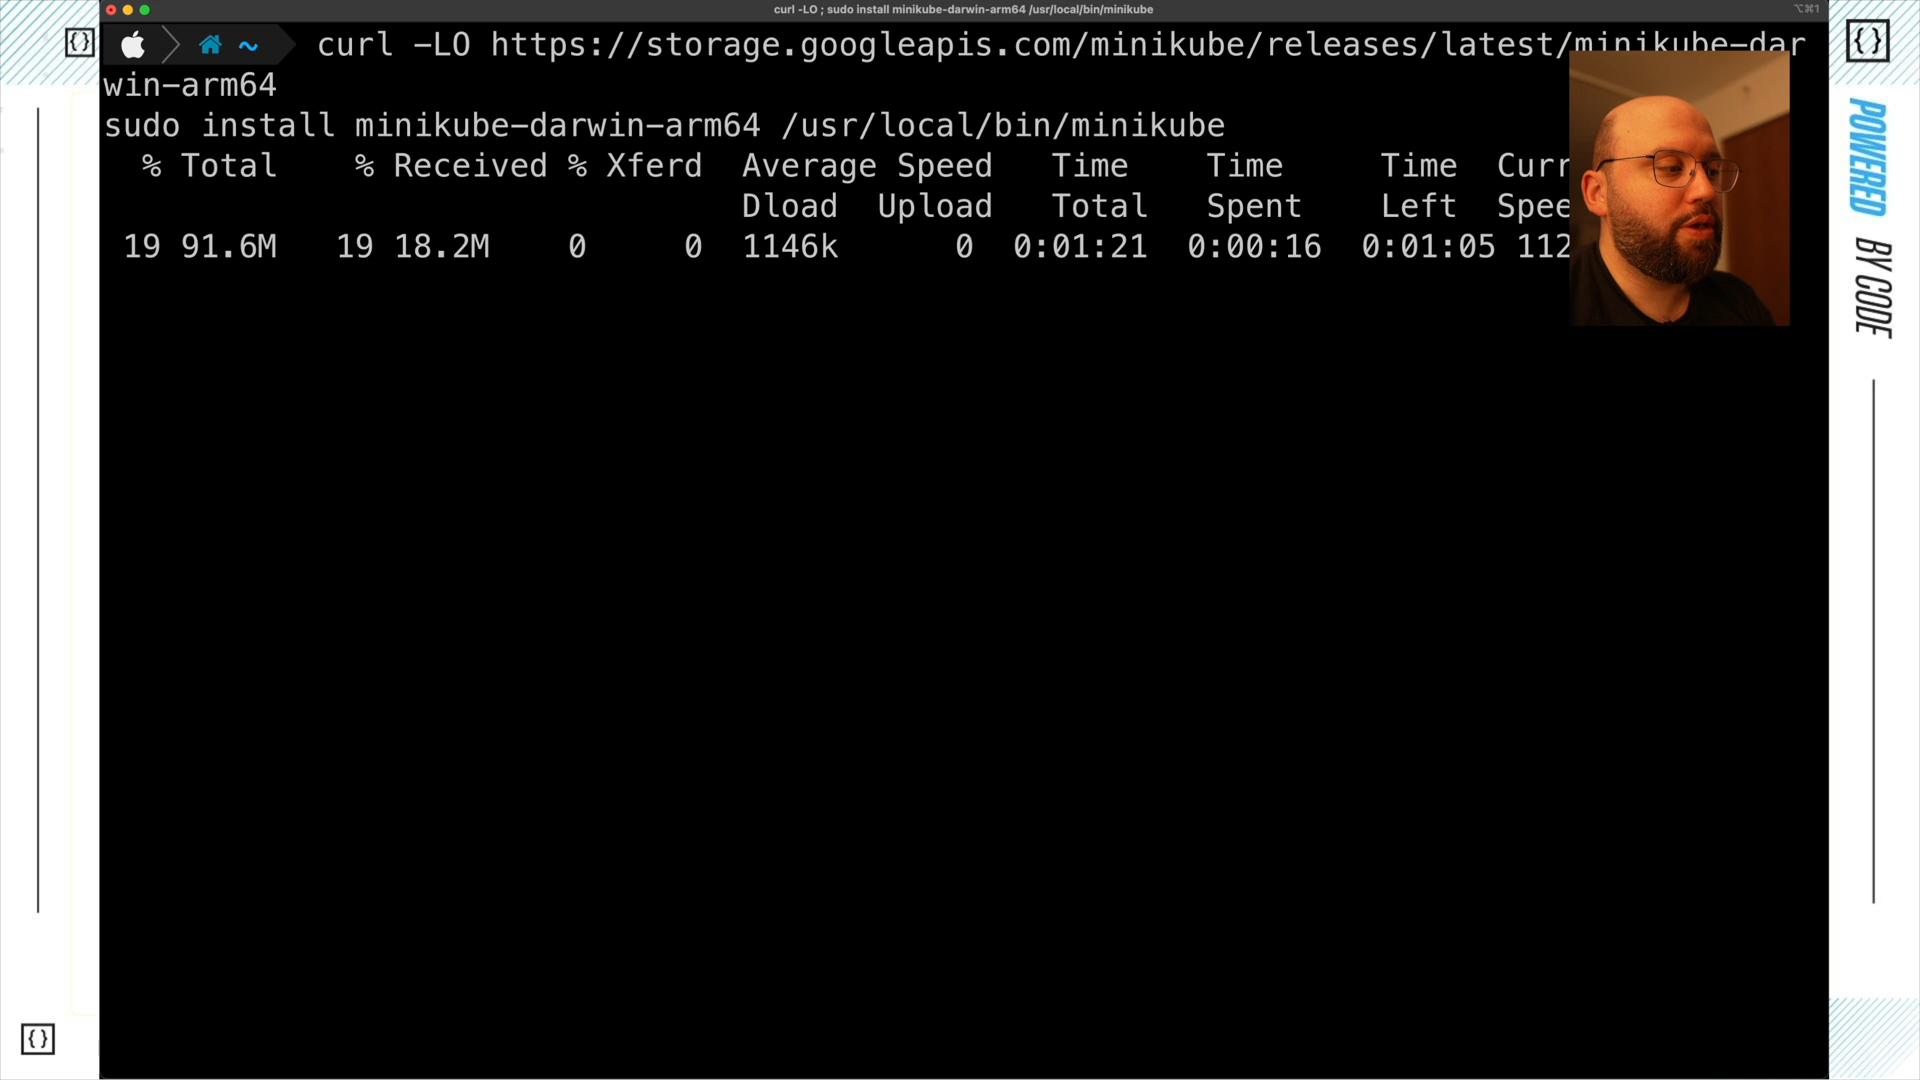 curl -LO ; sudo install minikube-darwin-arm64 /usr/local/bin/minikube
⌥⌘1
~ curl -LO https://storage.googleapis.com/minikube/releases/latest/minikube-dar
win-arm64
sudo install minikube-darwin-arm64 /usr/local/bin/minikube
% Total % Received % Xferd Average Speed Time Time Time Curr
Dload Upload Total Spent Left Spee
19 91.6M 19 18.2M 0 0 1146k 0 0:01:21 0:00:16 0:01:05 112
{}
{}
{}
POWERED BY CODE